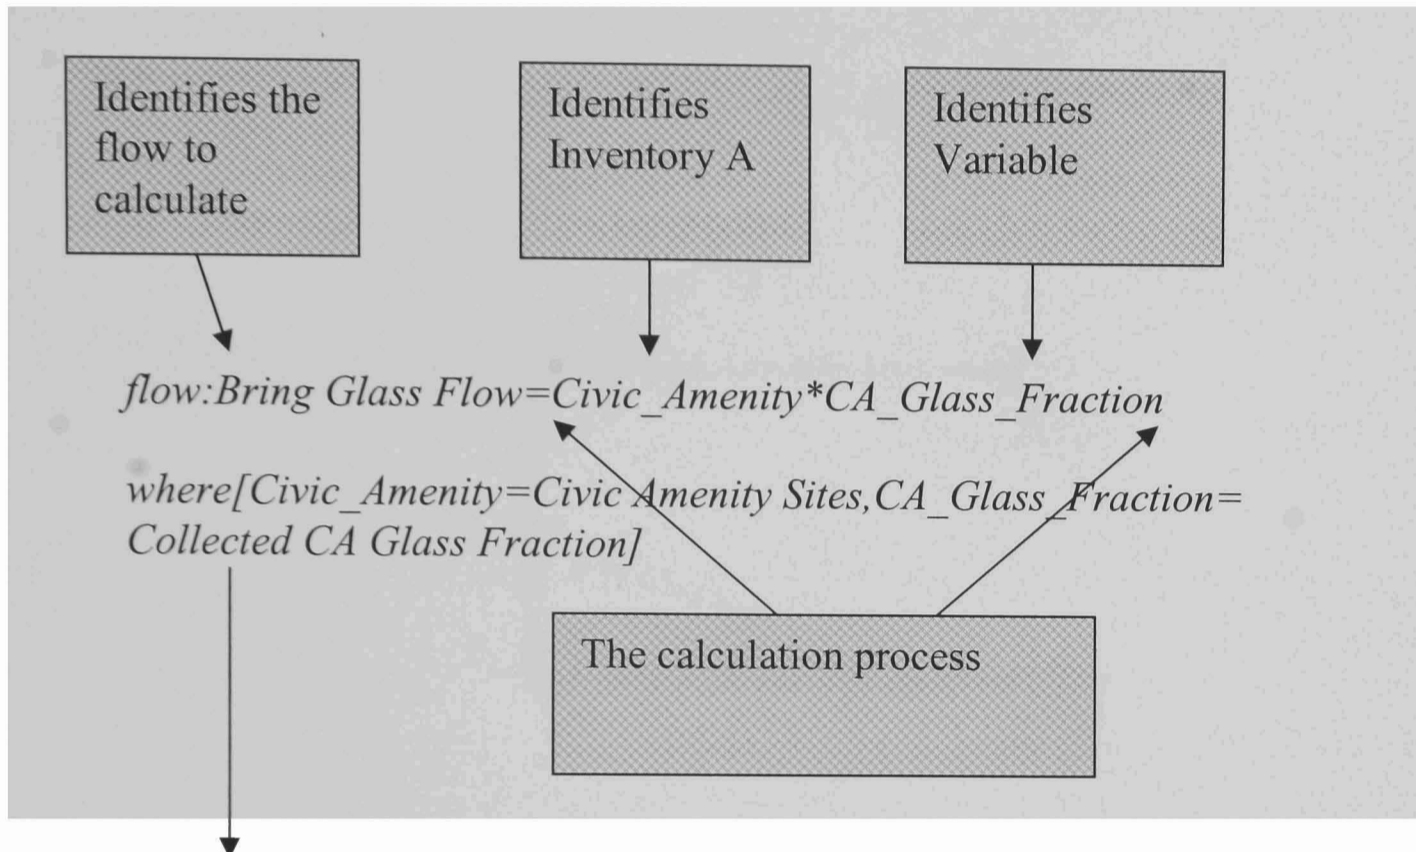 Identifies the
flow to
calculate
Identifies
Inventory A
Identifies
Variable
flow:Bring Glass Flow=Civic_Amenity*CA_Glass_Fraction
where[Civic_Amenity=Civic Amenity Sites,CA_Glass_Fraction=
Collected CA Glass Fraction]
The calculation process